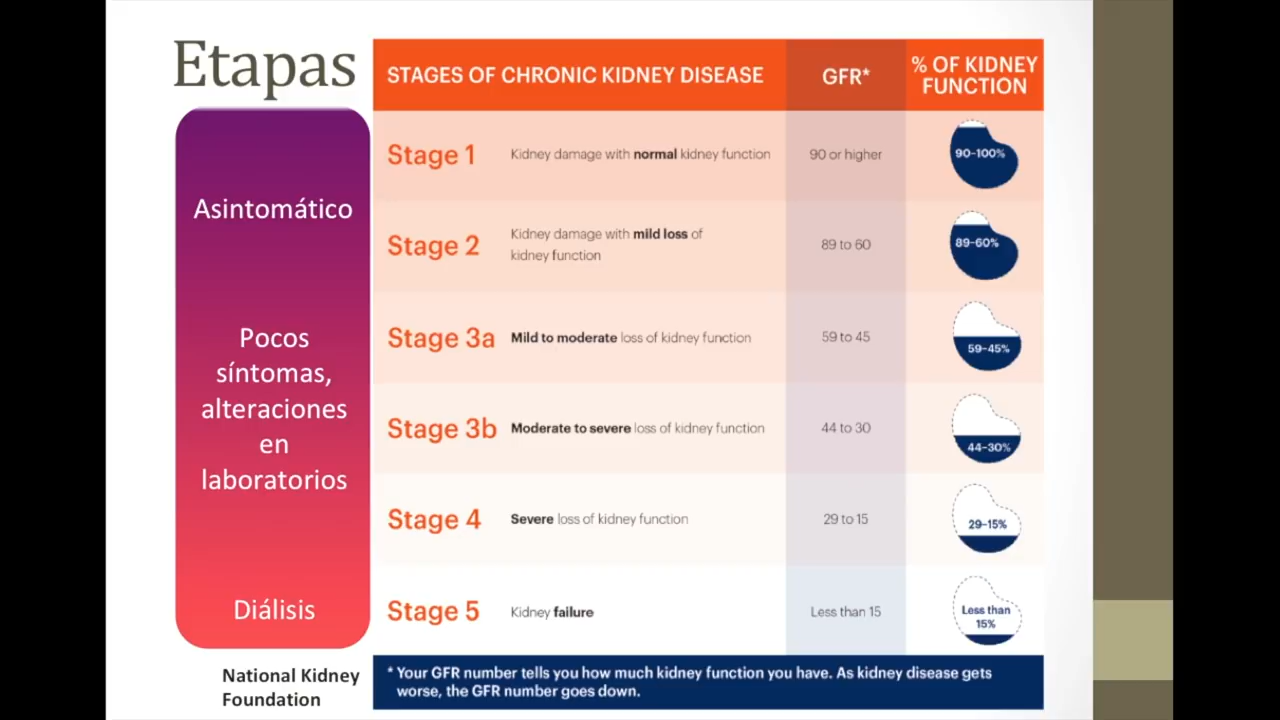 Etapas
Asintomático
Pocos
síntomas,
alteraciones
en
laboratorios
Diálisis
National Kidney
Foundation
STAGES OF CHRONIC KIDNEY DISEASE GFR* % OF KIDNEY
FUNCTION
Stage 1 Kidney damage with normal kidney function 90 or higher 90–100%
Stage 2 Kidney damage with mild loss of
kidney function 89 to 60 89–60%
Stage 3a Mild to moderate loss of kidney function 59 to 45 59–45%
Stage 3b Moderate to severe loss of kidney function 44 to 30 44–30%
Stage 4 Severe loss of kidney function 29 to 15 29–15%
Stage 5 Kidney failure Less than 15 Less than
15%
* Your GFR number tells you how much kidney function you have. As kidney disease gets
worse, the GFR number goes down.